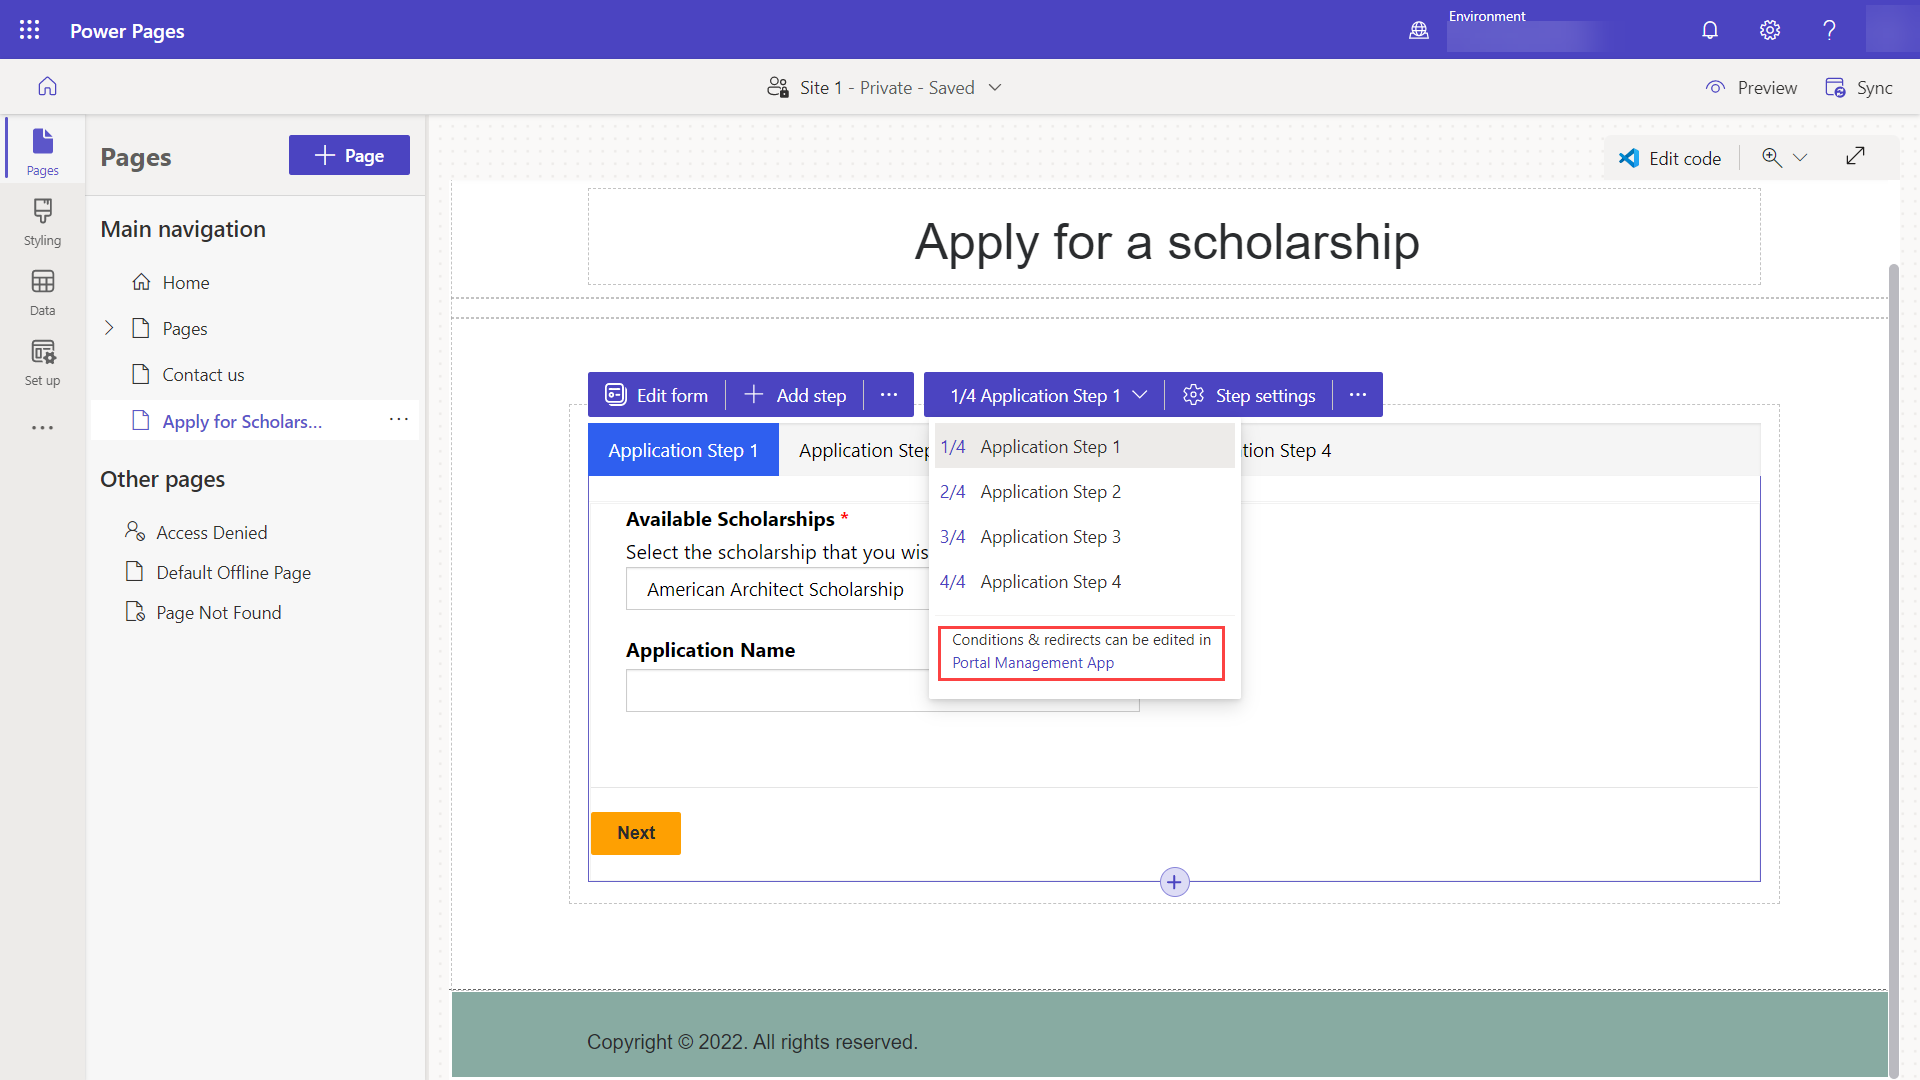 Power Pages
Environment
Site 1 - Private - Saved
Preview
Sync
Pages
Styling
Data
Set up
Pages
Page
Main navigation
Home
Pages
Contact us
Apply for Scholars...
Other pages
Access Denied
Default Offline Page
Page Not Found
Edit code
Apply for a scholarship
Edit form
Add step
1/4 Application Step 1
Step settings
Application Step 1
Application Step
tion Step 4
1/4 Application Step 1
2/4 Application Step 2
3/4 Application Step 3
4/4 Application Step 4
Conditions & redirects can be edited in
Portal Management App
Available Scholarships *
Select the scholarship that you wis
American Architect Scholarship
Application Name
Next
Copyright © 2022. All rights reserved.